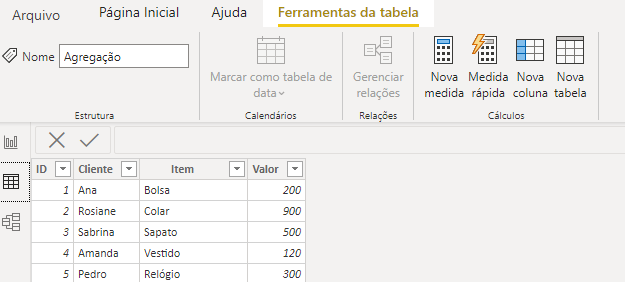 Arquivo Página Inicial Ajuda Ferramentas da tabela
Nome Agregação
Marcar como tabela de
data
Gerenciar
relações
Nova
medida
Medida
rápida
Nova
coluna
Nova
tabela
Estrutura Calendários Relações Cálculos
ID Cliente Item Valor
1 Ana Bolsa 200
2 Rosiane Colar 900
3 Sabrina Sapato 500
4 Amanda Vestido 120
5 Pedro Relógio 300